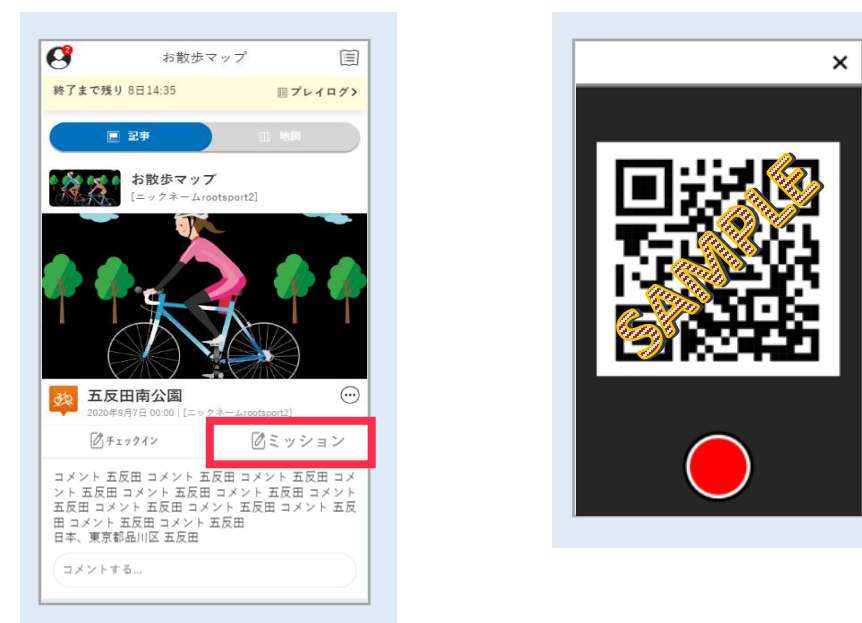 2
お散歩マップ
終了まで残り 8日14:35
プレイログ>
記事
地図
お散歩マップ
[ニックネームrootsport2]
五反田南公園
2020年9月7日 00:00 | [ニックネームrootsport2]
チェックイン
ミッション
コメント 五反田 コメント 五反田 コメント 五反田 コメ
ント 五反田 コメント 五反田 コメント 五反田 コメント
五反田 コメント 五反田 コメント 五反田 コメント 五反
田 コメント 五反田 コメント 五反田
日本、東京都品川区 五反田
コメントする...
×
SAMPLE